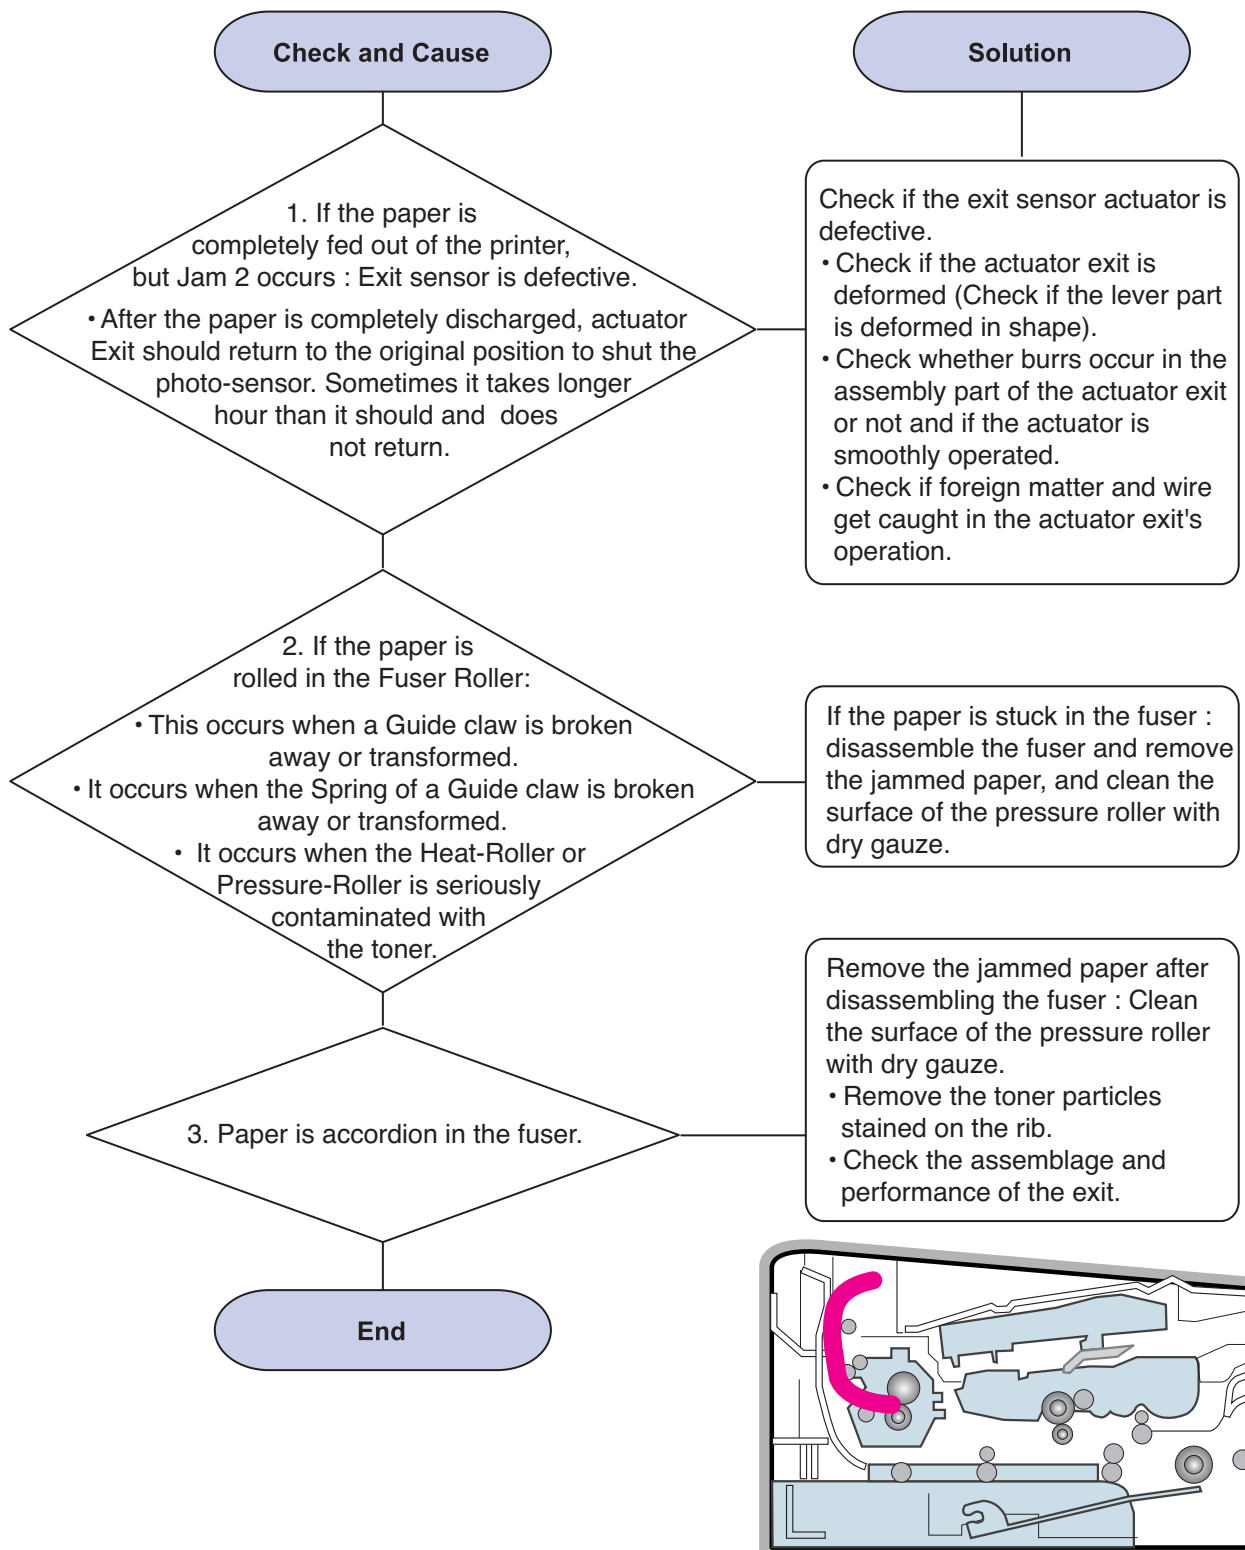 Check and Cause
Solution
1. If the paper is
completely fed out of the printer,
but Jam 2 occurs : Exit sensor is defective.
• After the paper is completely discharged, actuator
Exit should return to the original position to shut the
photo-sensor. Sometimes it takes longer
hour than it should and does
not return.
Check if the exit sensor actuator is
defective.
• Check if the actuator exit is
deformed (Check if the lever part
is deformed in shape).
• Check whether burrs occur in the
assembly part of the actuator exit
or not and if the actuator is
smoothly operated.
• Check if foreign matter and wire
get caught in the actuator exit's
operation.
2. If the paper is
rolled in the Fuser Roller:
• This occurs when a Guide claw is broken
away or transformed.
• It occurs when the Spring of a Guide claw is broken
away or transformed.
• It occurs when the Heat-Roller or
Pressure-Roller is seriously
contaminated with
the toner.
If the paper is stuck in the fuser :
disassemble the fuser and remove
the jammed paper, and clean the
surface of the pressure roller with
dry gauze.
3. Paper is accordion in the fuser.
Remove the jammed paper after
disassembling the fuser : Clean
the surface of the pressure roller
with dry gauze.
• Remove the toner particles
stained on the rib.
• Check the assemblage and
performance of the exit.
End